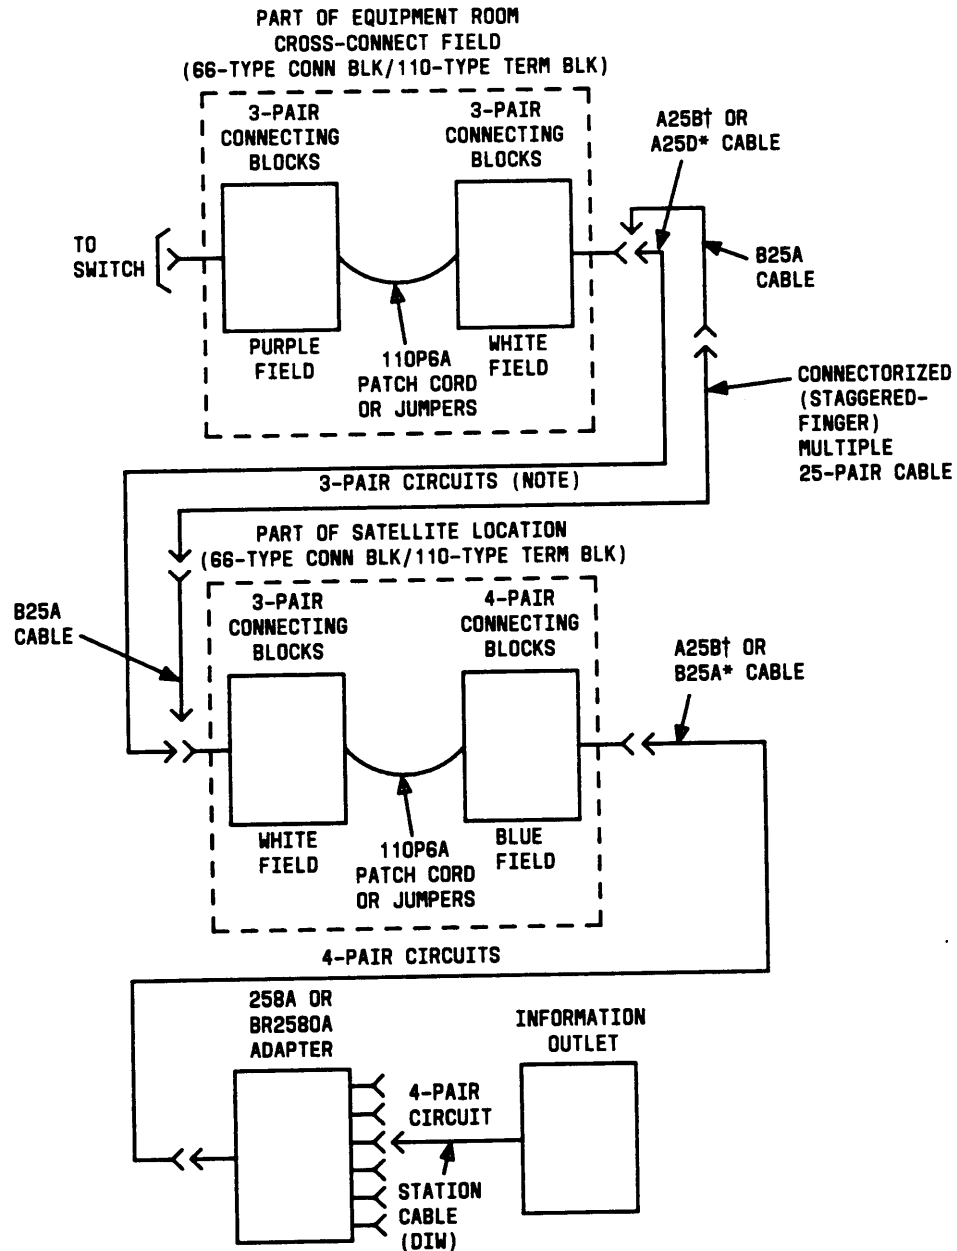 PART OF EQUIPMENT ROOM
CROSS-CONNECT FIELD
(66-TYPE CONN BLK/110-TYPE TERM BLK)
3-PAIR
CONNECTING
BLOCKS
3-PAIR
CONNECTING
BLOCKS
A25B† OR
A25D* CABLE
TO
SWITCH
B25A
CABLE
PURPLE
FIELD
110P6A
PATCH CORD
OR JUMPERS
WHITE
FIELD
CONNECTORIZED
(STAGGERED-
FINGER)
MULTIPLE
25-PAIR CABLE
3-PAIR CIRCUITS (NOTE)
PART OF SATELLITE LOCATION
(66-TYPE CONN BLK/110-TYPE TERM BLK)
B25A
CABLE
3-PAIR
CONNECTING
BLOCKS
4-PAIR
CONNECTING
BLOCKS
A25B† OR
B25A* CABLE
WHITE
FIELD
110P6A
PATCH CORD
OR JUMPERS
BLUE
FIELD
4-PAIR CIRCUITS
258A OR
BR2580A
ADAPTER
INFORMATION
OUTLET
4-PAIR
CIRCUIT
STATION
CABLE
(DIW)